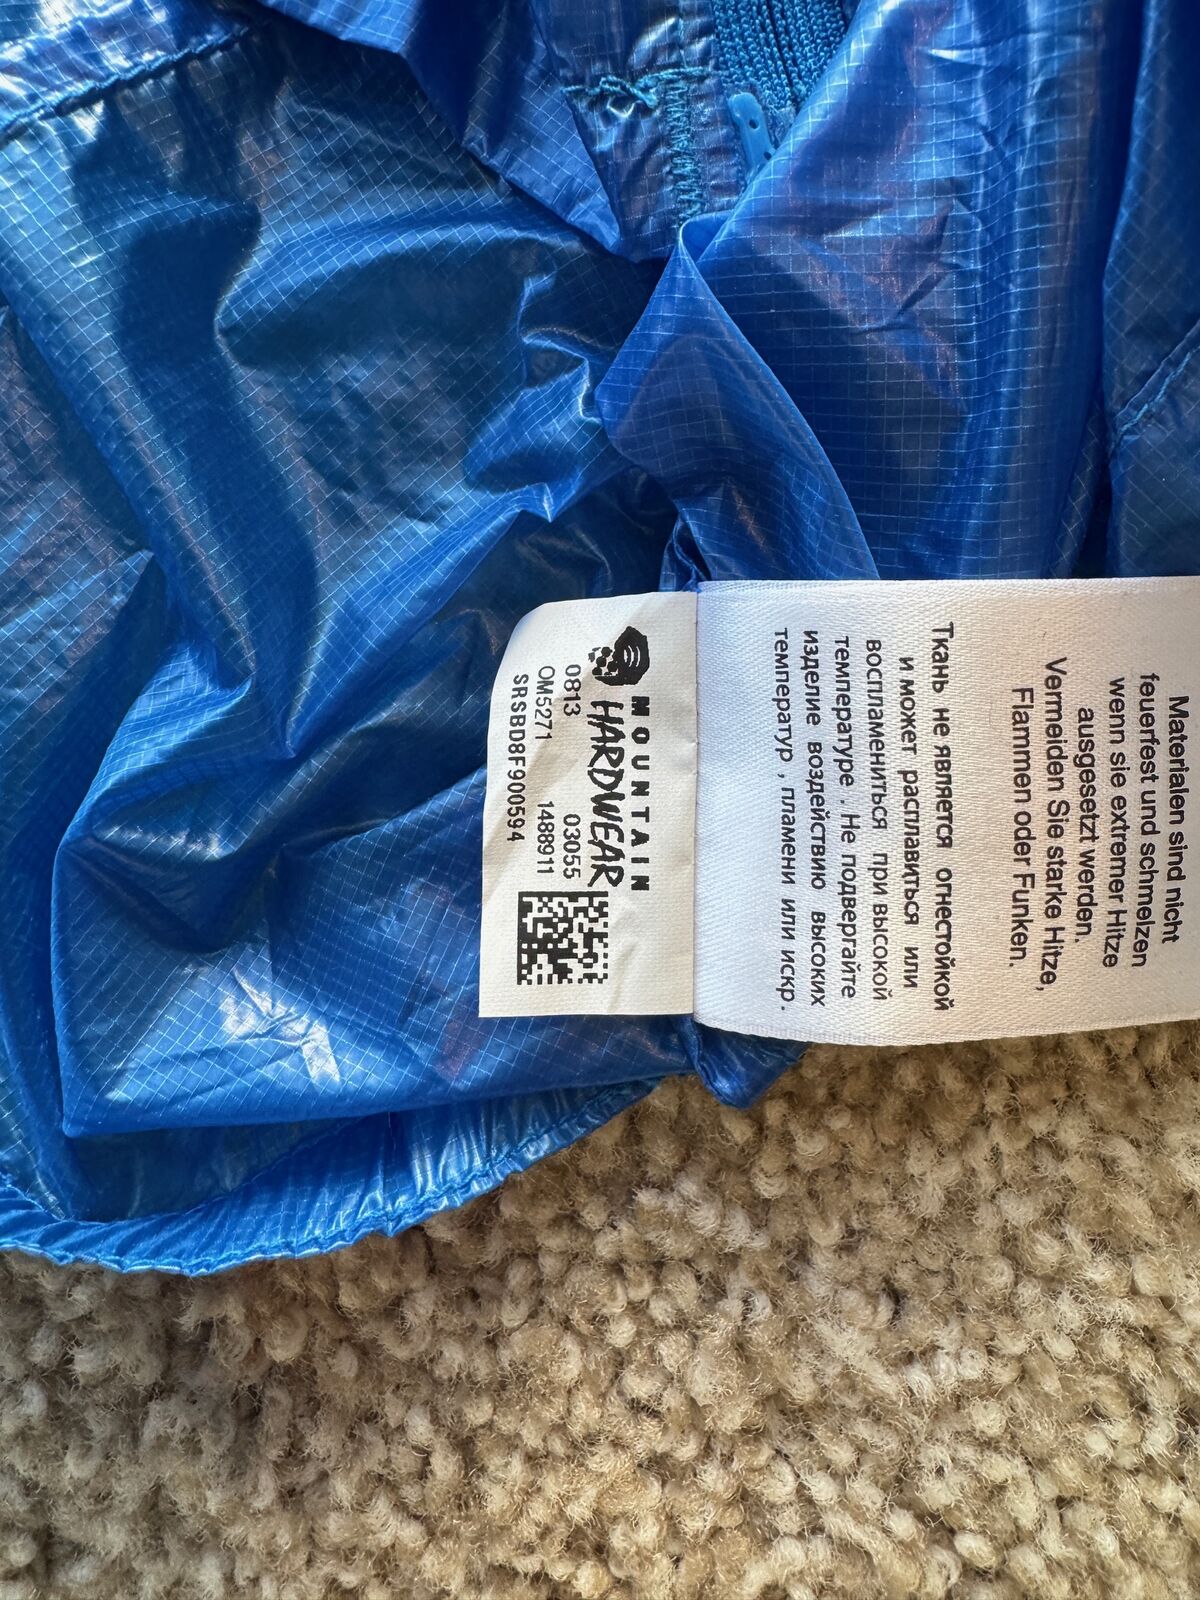 MOUNTAIN
HARDWEAR
0813 03055
OM5271 1488911
SRSBD8F900594
Materialen sind nicht
feuerfest und schmelzen
wenn sie extremer Hitze
ausgesetzt werden.
Vermeiden Sie starke Hitze,
Flammen oder Funken.
Ткань не является огнестойкой
и может расплавиться или
воспламениться при высокой
температуре . Не подвергайте
изделие воздействию высоких
температур , пламени или искр.